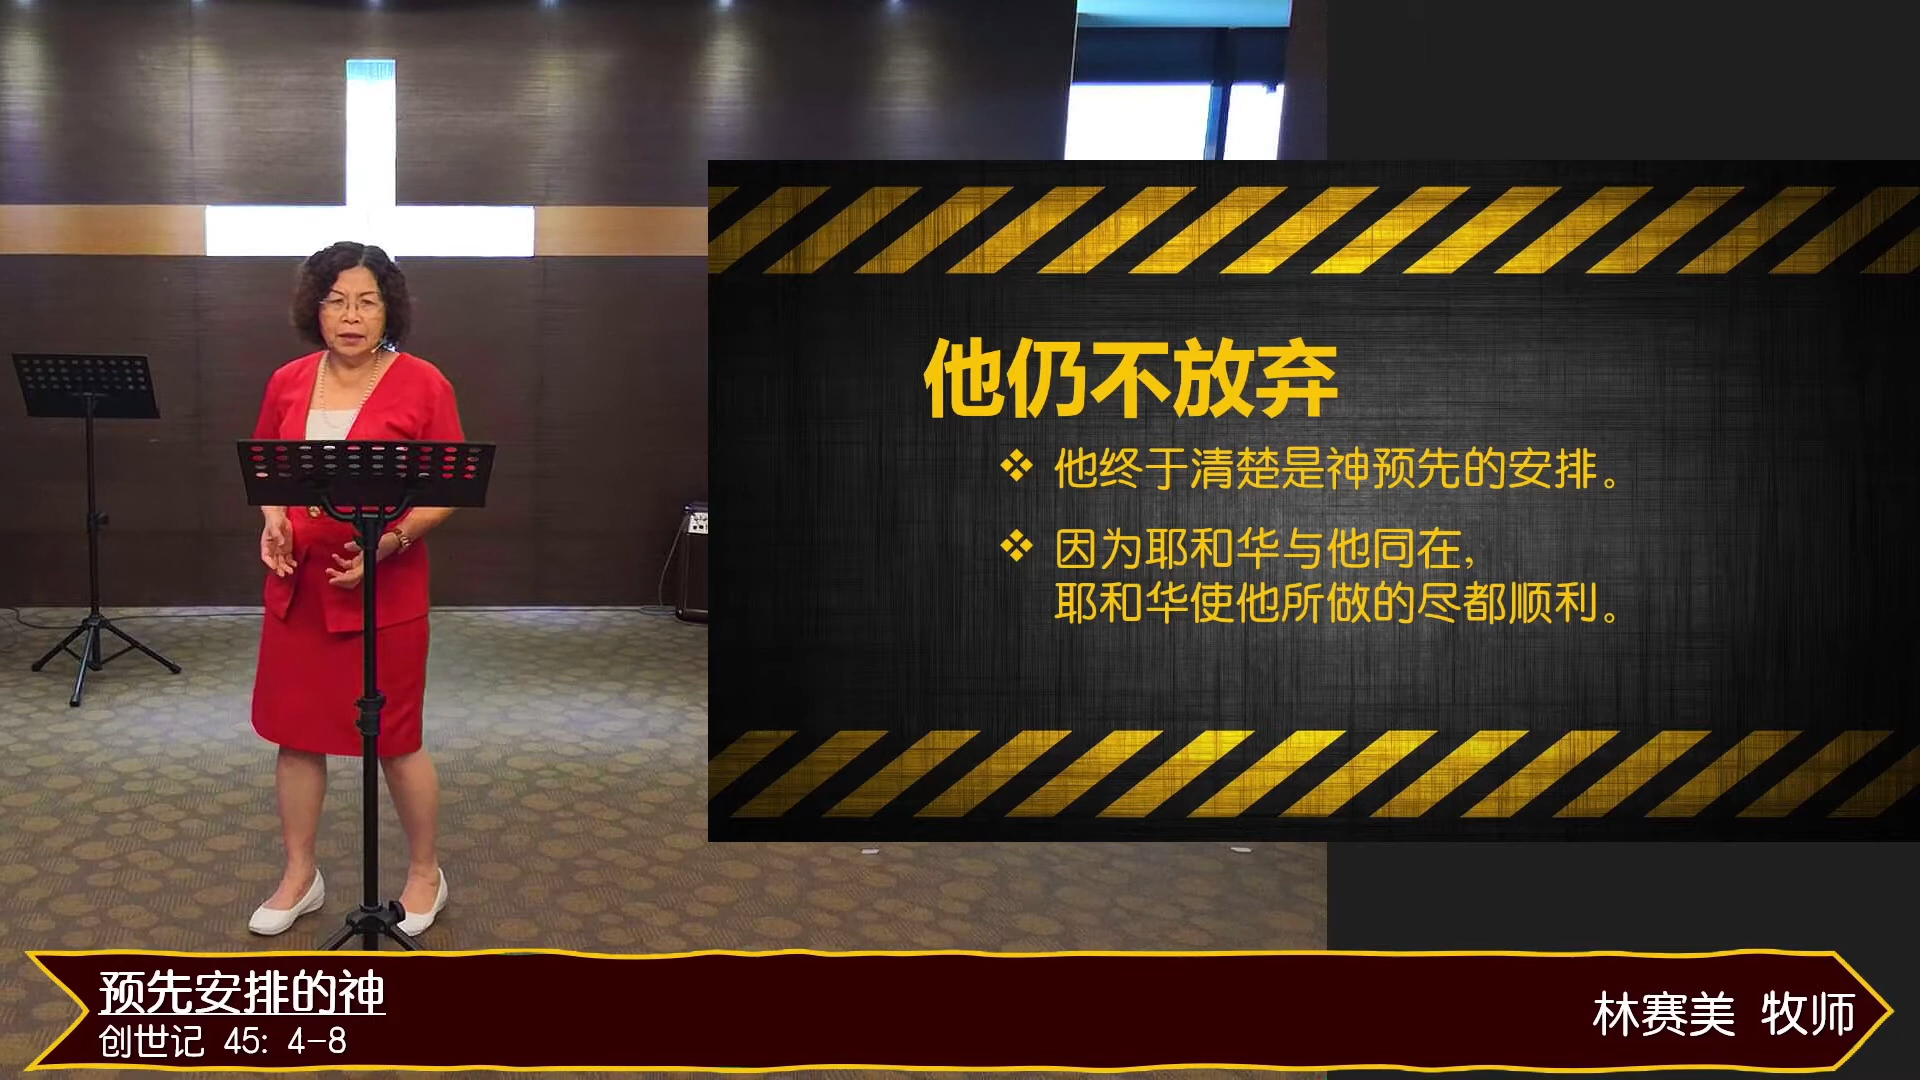 他仍不放弃
❖ 他终于清楚是神预先的安排。
❖ 因为耶和华与他同在,
耶和华使他所做的尽都顺利。
预先安排的神
创世记 45: 4-8
林赛美 牧师